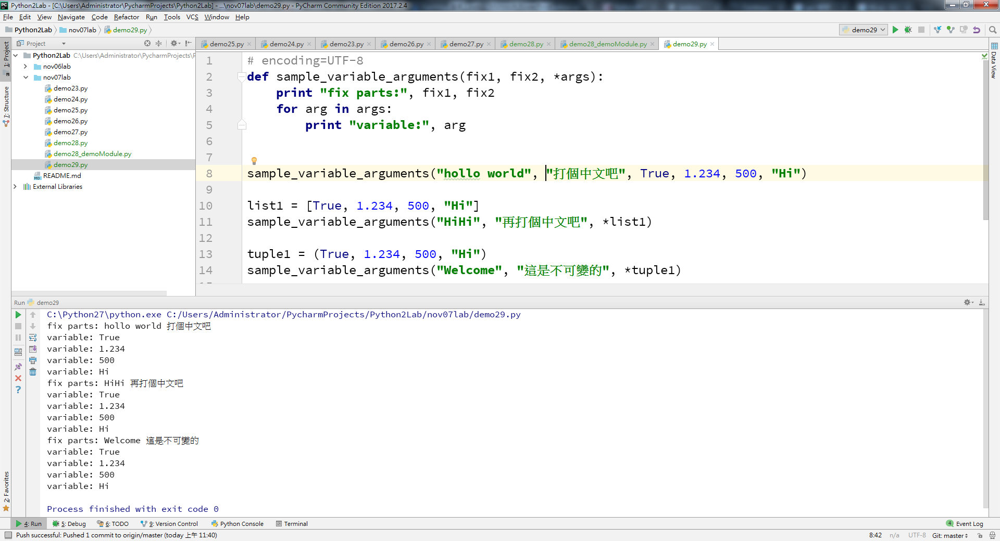 Python2Lab - [C:\Users\Administrator\PycharmProjects\Python2Lab] - ...\nov07lab\demo29.py - PyCharm Community Edition 2017.2.4
File Edit View Navigate Code Refactor Run Tools VCS Window Help
Python2Lab nov07lab demo29.py demo29
Project
demo25.py demo24.py demo23.py demo26.py demo27.py demo28.py demo28_demoModule.py demo29.py
1: Project
7: Structure
2: Favorites
Data View
Python2Lab C:\Users\Administrator\PycharmProjects\P
nov06lab
nov07lab
demo23.py
demo24.py
demo25.py
demo26.py
demo27.py
demo28.py
demo28_demoModule.py
demo29.py
README.md
External Libraries
1 # encoding=UTF-8
2 def sample_variable_arguments(fix1, fix2, *args):
3 print "fix parts:", fix1, fix2
4 for arg in args:
5 print "variable:", arg
6
7
8 sample_variable_arguments("hollo world", "打個中文吧", True, 1.234, 500, "Hi")
9
10 list1 = [True, 1.234, 500, "Hi"]
11 sample_variable_arguments("HiHi", "再打個中文吧", *list1)
12
13 tuple1 = (True, 1.234, 500, "Hi")
14 sample_variable_arguments("Welcome", "這是不可變的", *tuple1)
Run demo29
C:\Python27\python.exe C:/Users/Administrator/PycharmProjects/Python2Lab/nov07lab/demo29.py
fix parts: hollo world 打個中文吧
variable: True
variable: 1.234
variable: 500
variable: Hi
fix parts: HiHi 再打個中文吧
variable: True
variable: 1.234
variable: 500
variable: Hi
fix parts: Welcome 這是不可變的
variable: True
variable: 1.234
variable: 500
variable: Hi
Process finished with exit code 0
4: Run 5: Debug 6: TODO 9: Version Control Python Console Terminal 4 Event Log
Push successful: Pushed 1 commit to origin/master (today 上午 11:40) 8:42 n/a UTF-8 Git: master